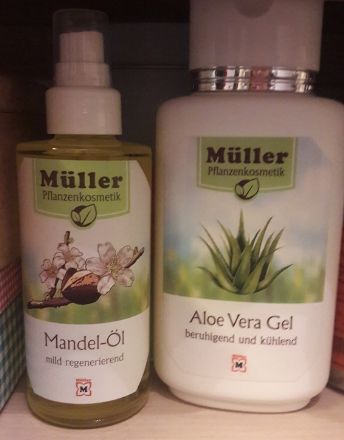 Müller
Pflanzenkosmetik
Mandel-Öl
mild regenerierend
M
Müller
Pflanzenkosmetik
Aloe Vera Gel
beruhigend und kühlend
M